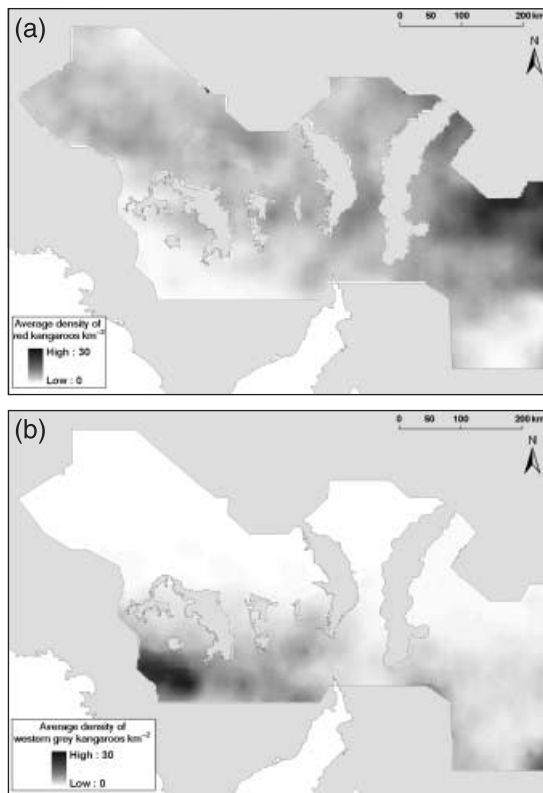 (a)
0 50 100 200 km
N
Average density of
red kangaroos km⁻²
High : 30
Low : 0
(b)
0 50 100 200 km
N
Average density of
western grey kangaroos km⁻²
High : 30
Low : 0